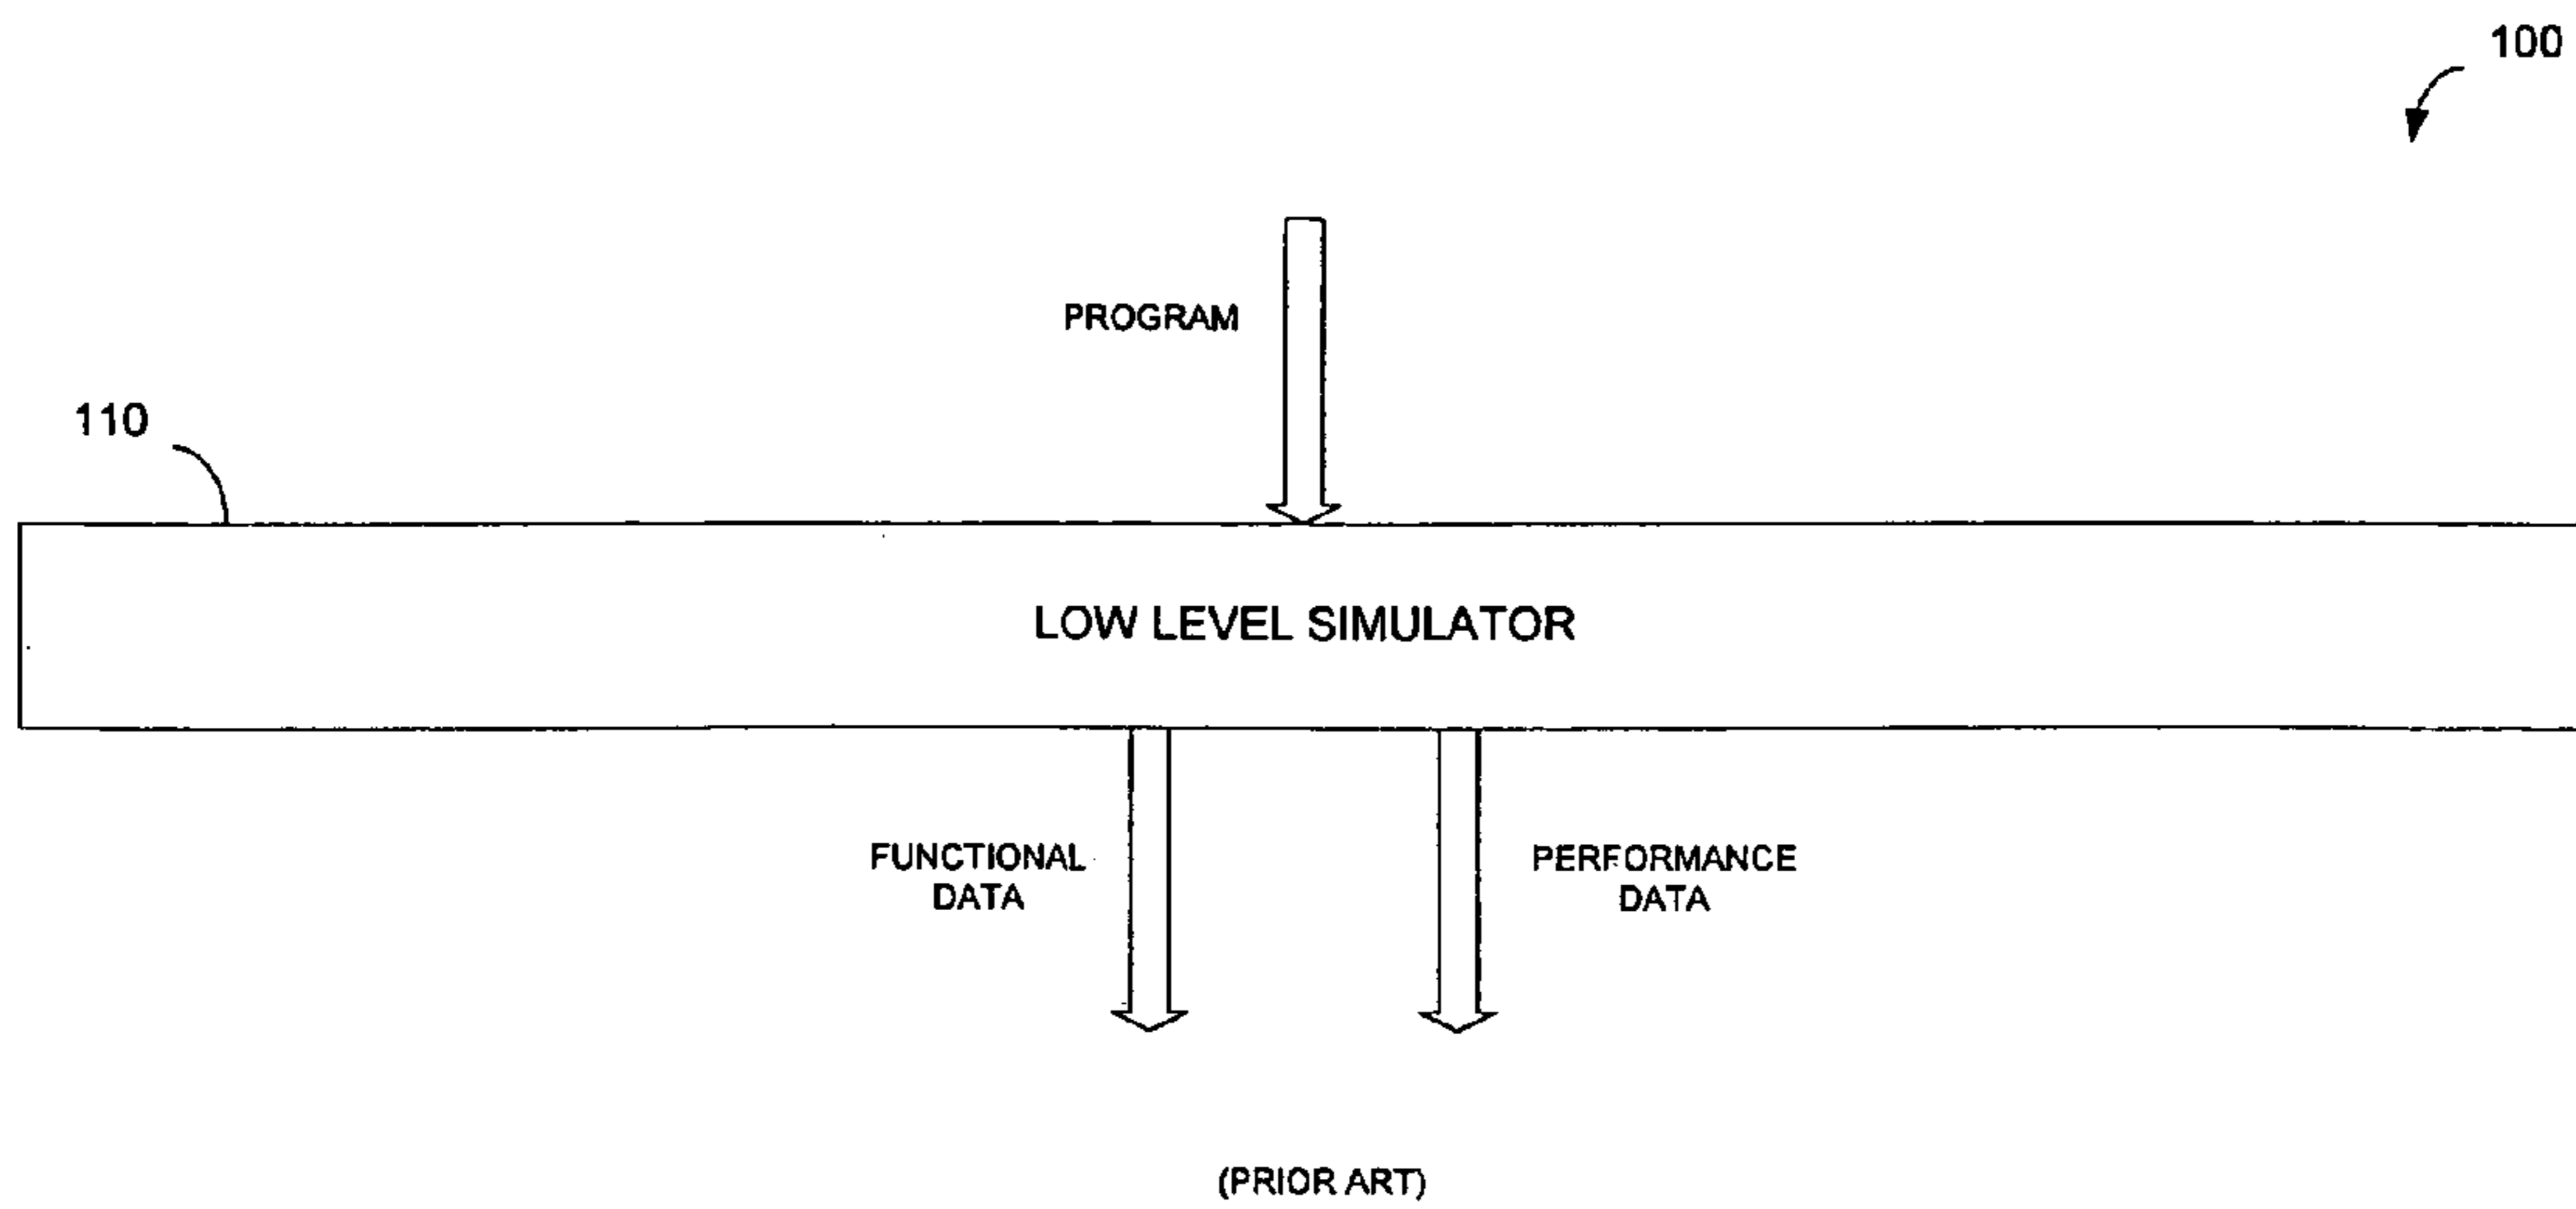 100
PROGRAM
110
LOW LEVEL SIMULATOR
FUNCTIONAL
DATA
PERFORMANCE
DATA
(PRIOR ART)